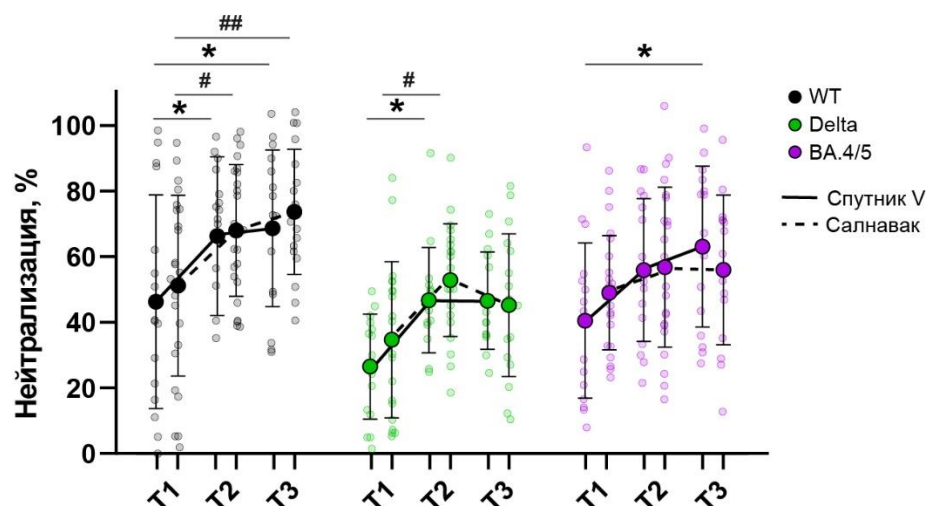 ##
*
#
*
#
*
*
WT
Delta
BA.4/5
Спутник V
Салнавак
Нейтрализация, %
100
80
60
40
20
0
T1 T2 T3 T1 T2 T3 T1 T2 T3